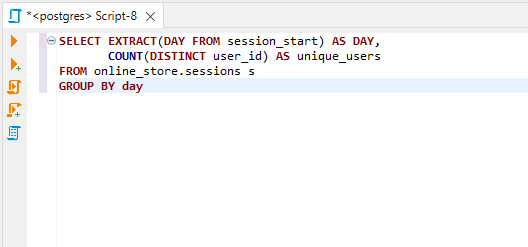 *<postgres> Script-8
SELECT EXTRACT(DAY FROM session_start) AS DAY,
COUNT(DISTINCT user_id) AS unique_users
FROM online_store.sessions s
GROUP BY day